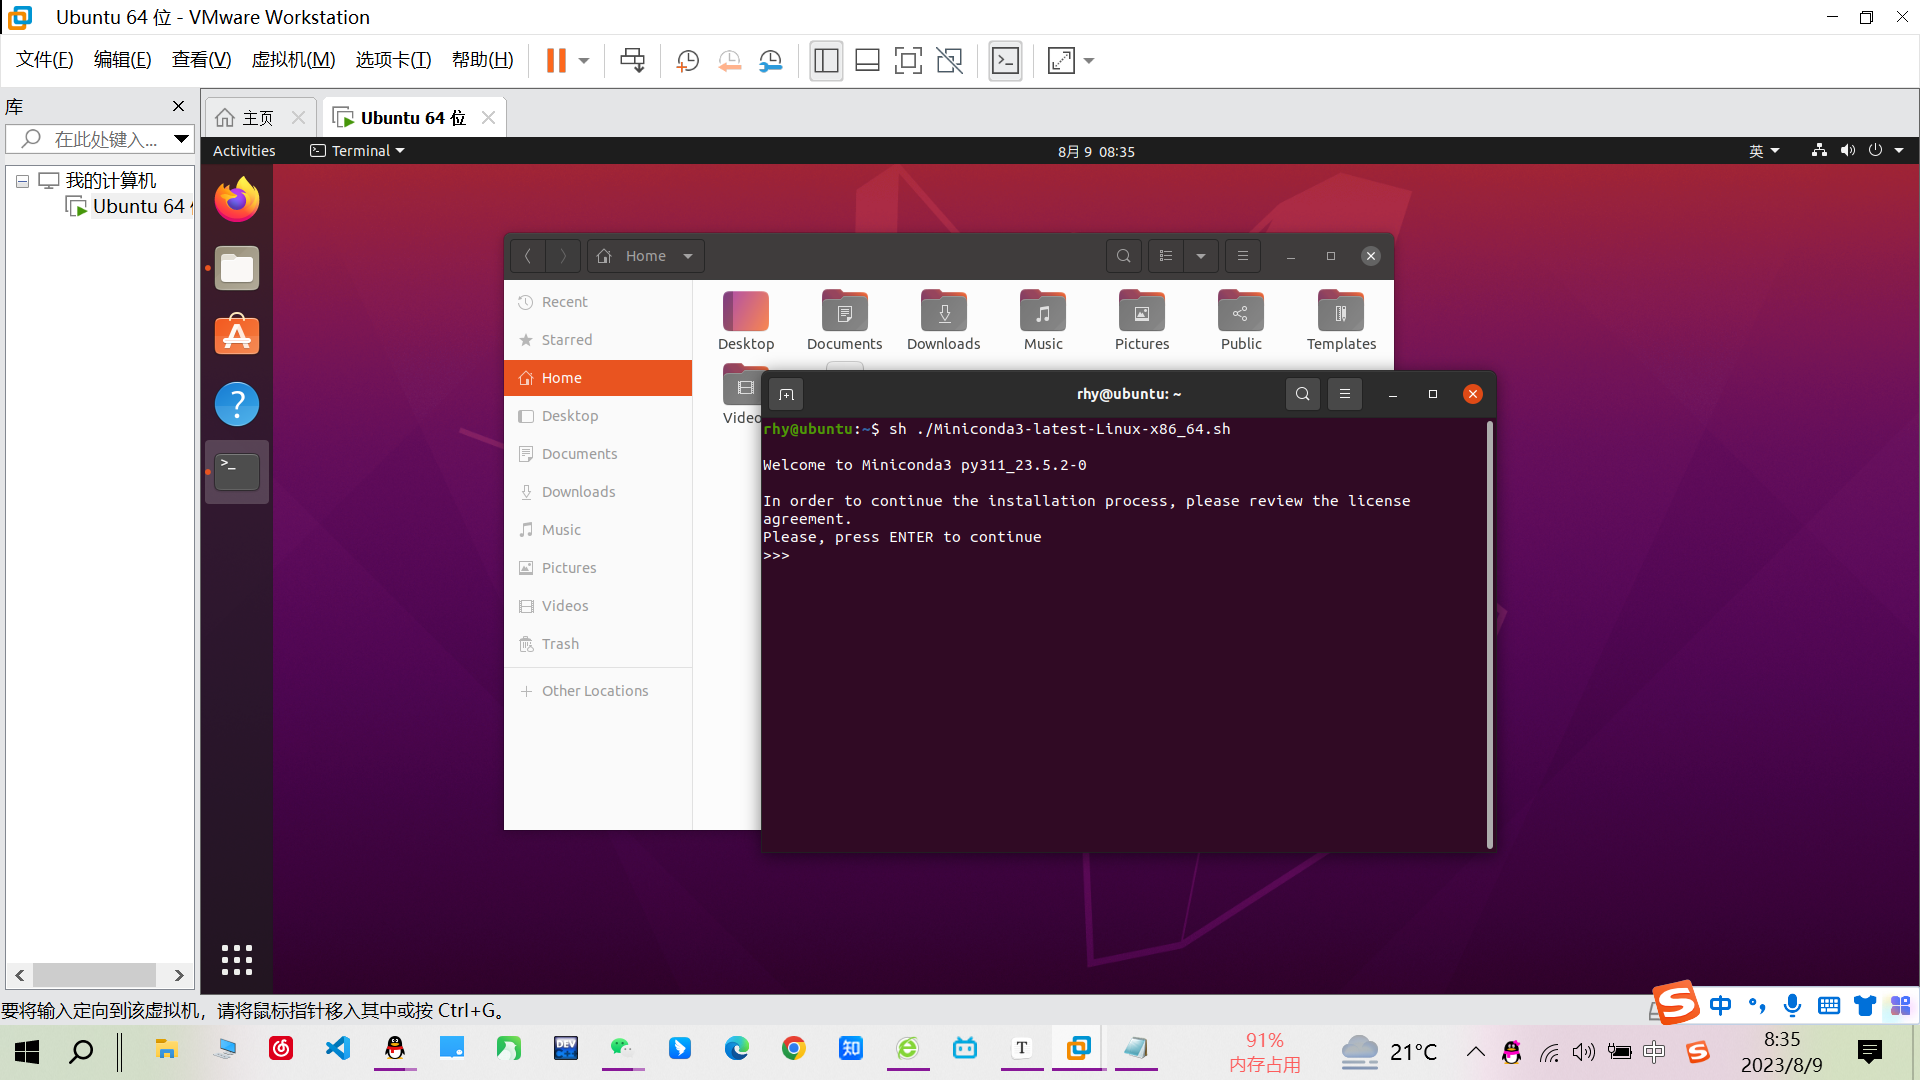 Ubuntu 64 位 - VMware Workstation
文件(F) 编辑(E) 查看(V) 虚拟机(M) 选项卡(T) 帮助(H)
库
在此处键入...
我的计算机
Ubuntu 64
主页
Ubuntu 64 位
Activities
Terminal
8月 9 08:35
英
Home
Recent
Starred
Home
Desktop
Documents
Downloads
Music
Pictures
Videos
Trash
Other Locations
Desktop Documents Downloads Music Pictures Public Templates
Video
rhy@ubuntu: ~
rhy@ubuntu:~$ sh ./Miniconda3-latest-Linux-x86_64.sh
Welcome to Miniconda3 py311_23.5.2-0
In order to continue the installation process, please review the license
agreement.
Please, press ENTER to continue
>>>
要将输入定向到该虚拟机，请将鼠标指针移入其中或按 Ctrl+G。
中
DEV
知
T
91%
内存占用
21°C
中
8:35
2023/8/9